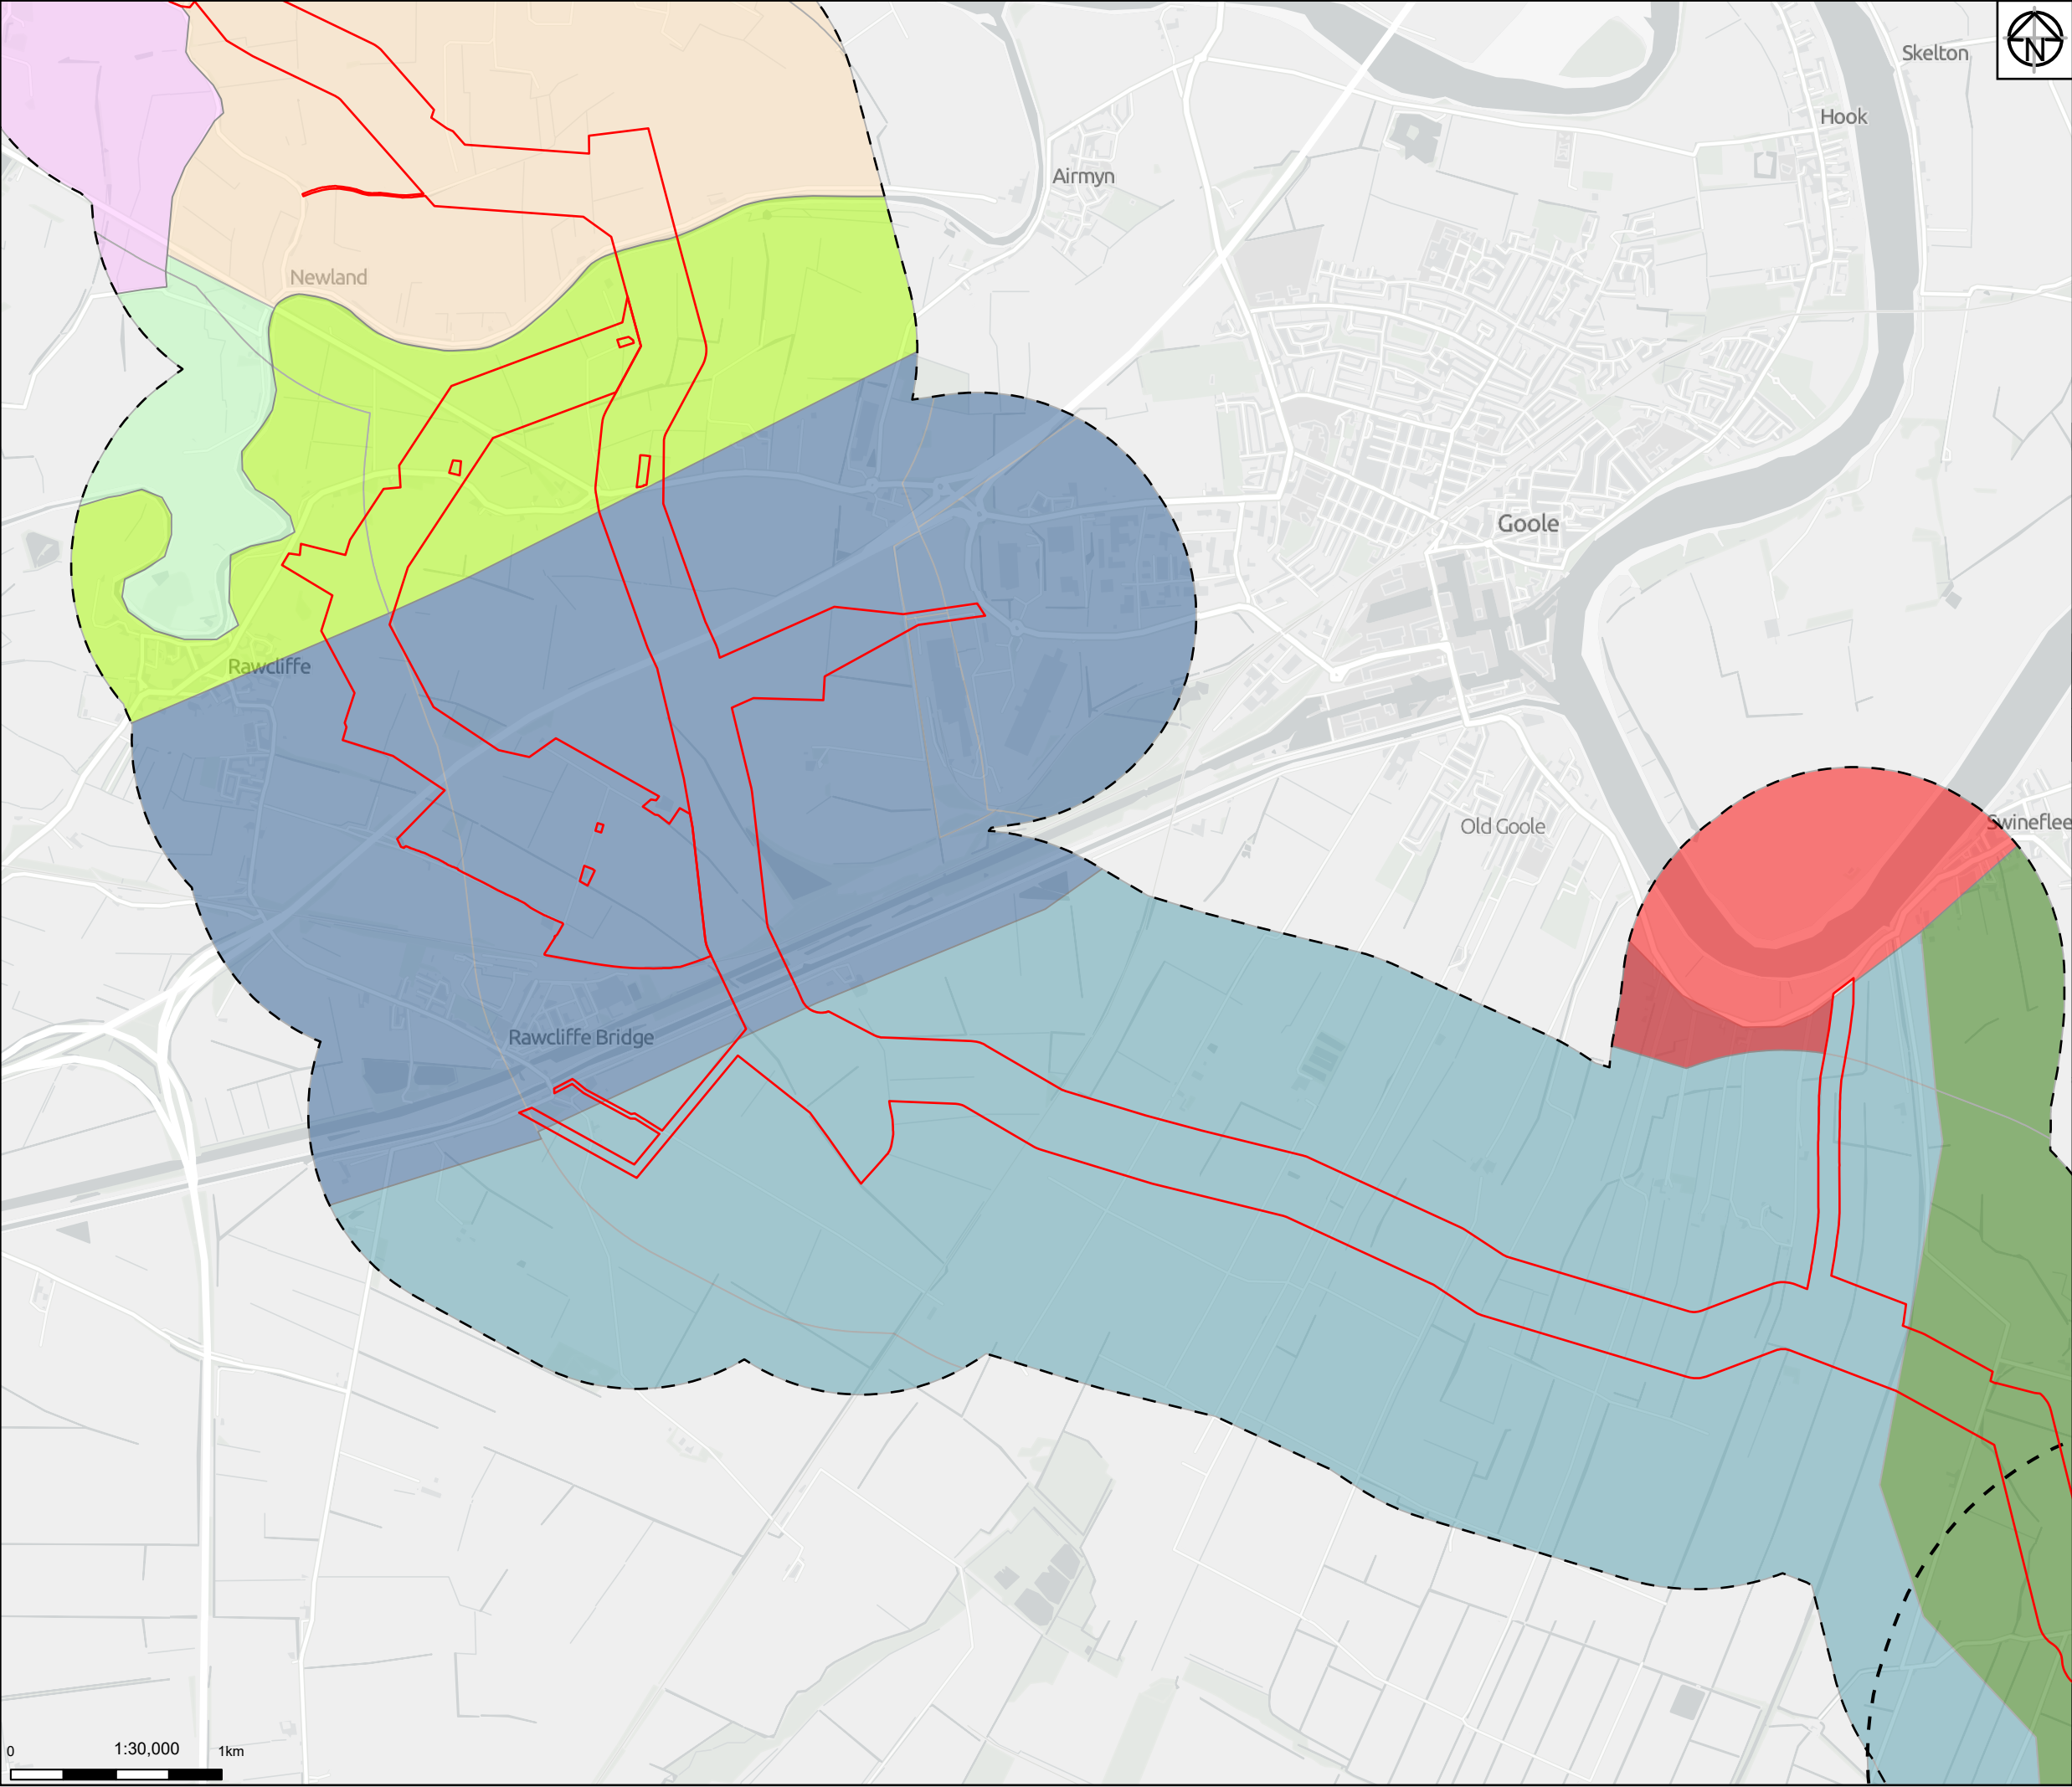 N
Skelton
Hook
Airmyn
Newland
Goole
Rawcliffe
Old Goole
Swineflee
Rawcliffe Bridge
0 1:30,000 1km